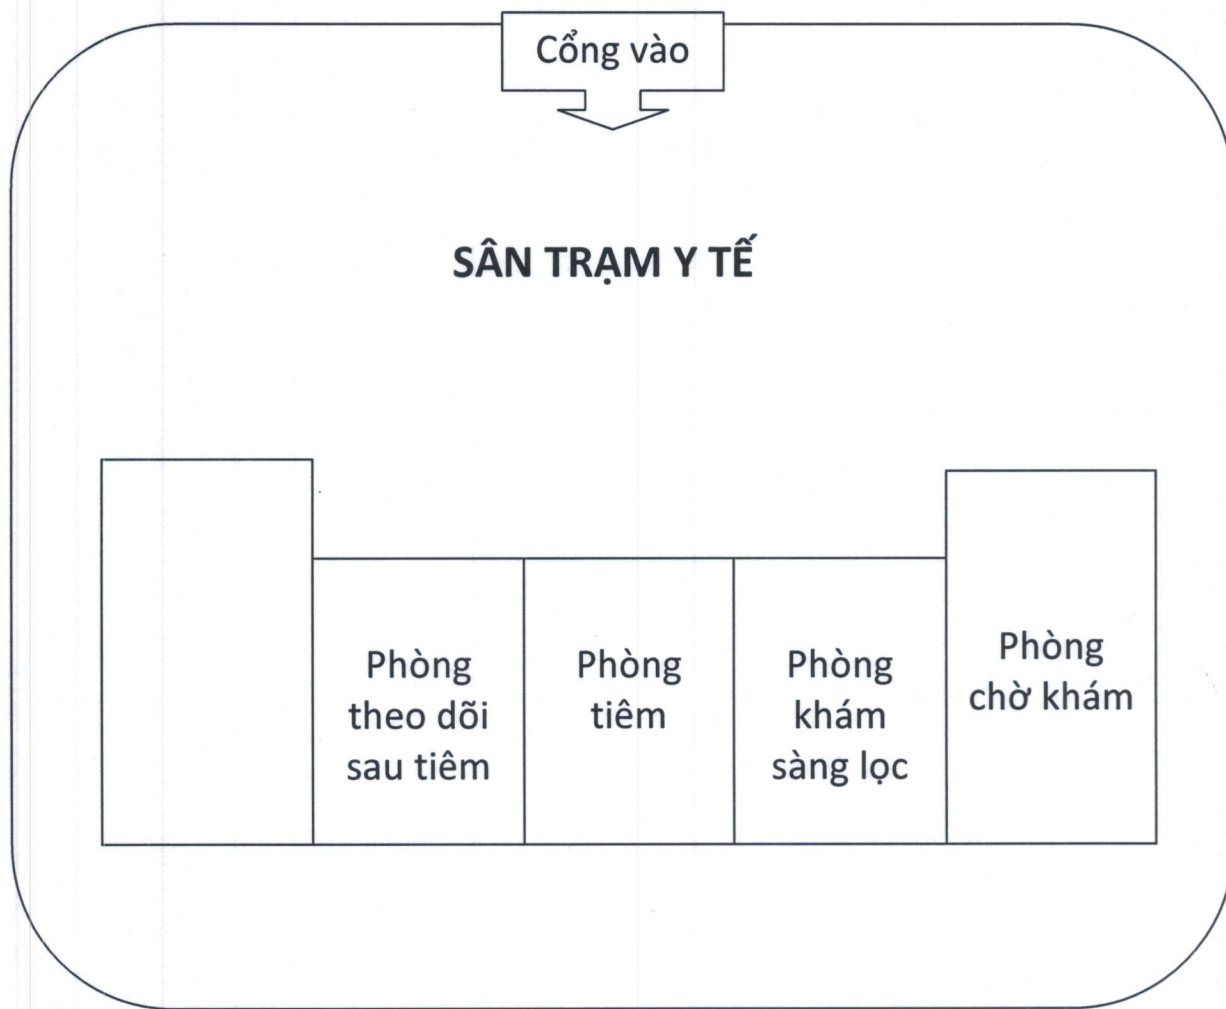 Cổng vào
SÂN TRẠM Y TẾ
Phòng
theo dõi
sau tiêm
Phòng
tiêm
Phòng
khám
sàng lọc
Phòng
chờ khám